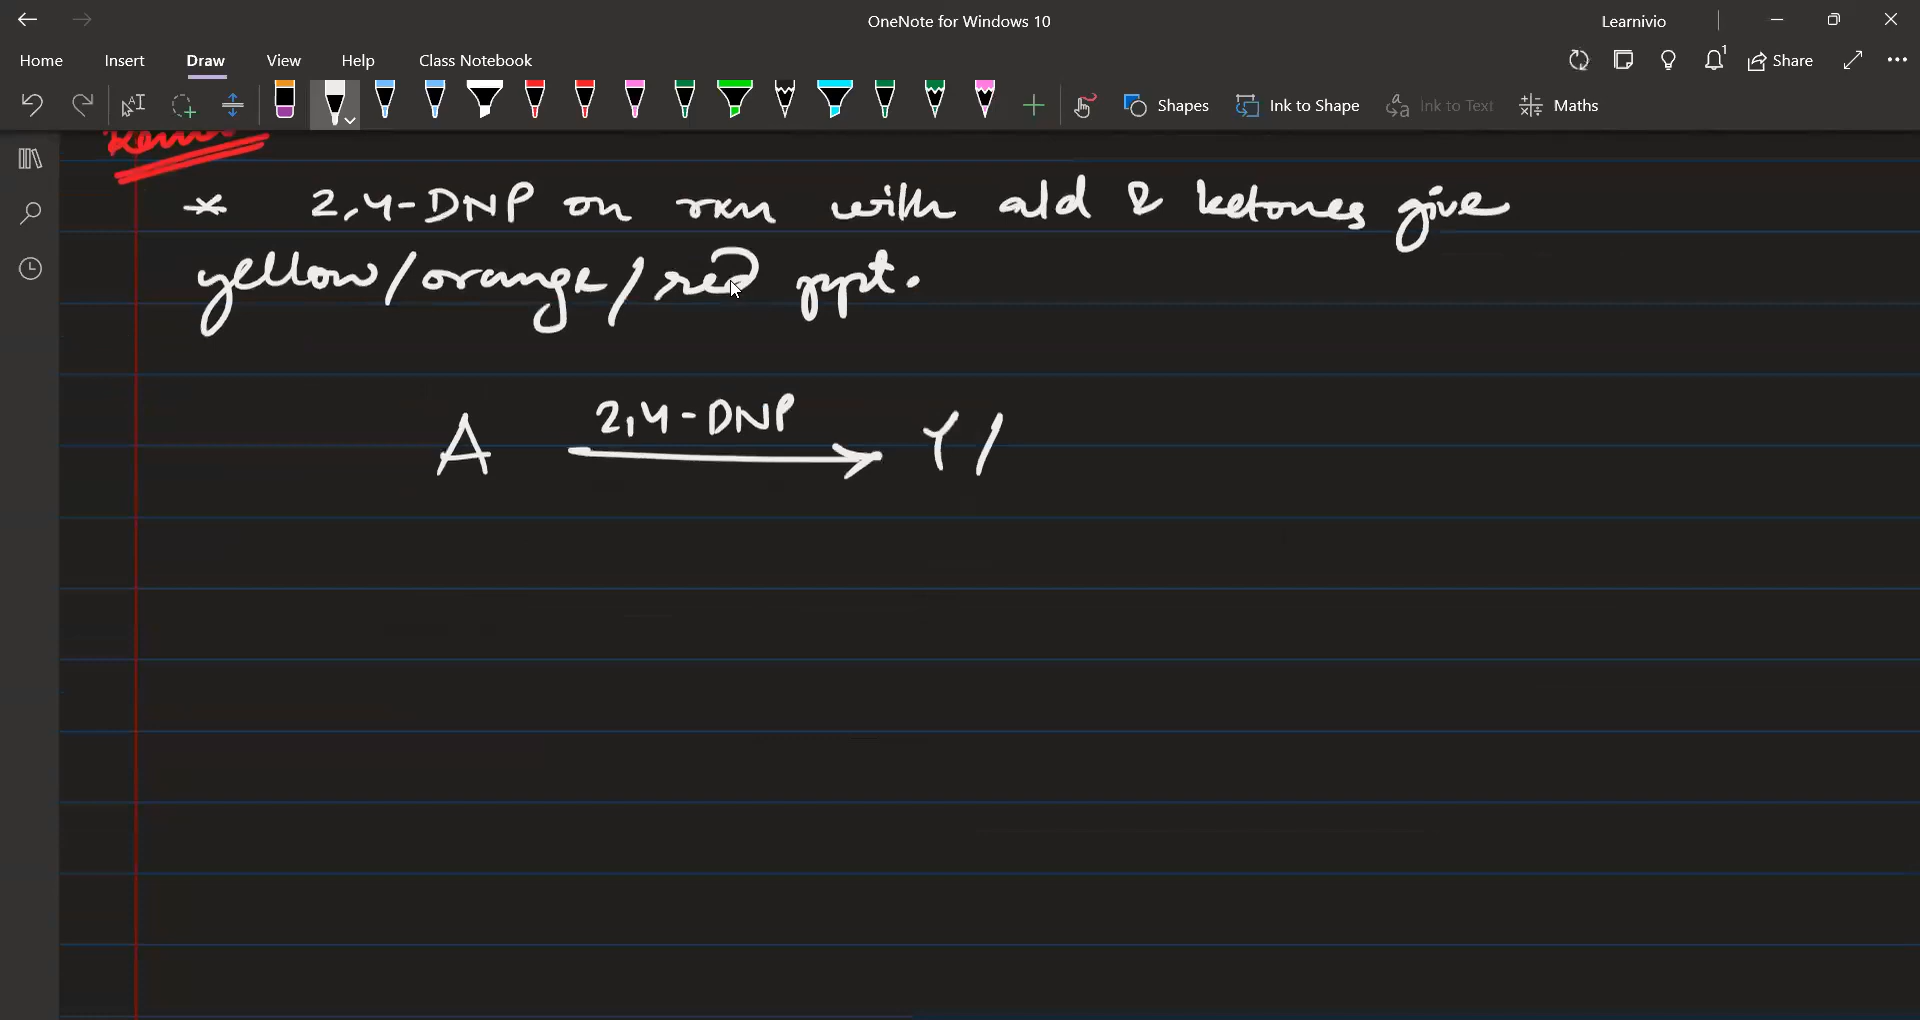 OneNote for Windows 10
Learnivio
Home Insert Draw View Help Class Notebook
1
Share
Shapes Ink to Shape Ink to Text Maths
* 2,4-DNP on rxn with ald & ketones give
yellow/orange/red ppt.
2,4-DNP
A Y/